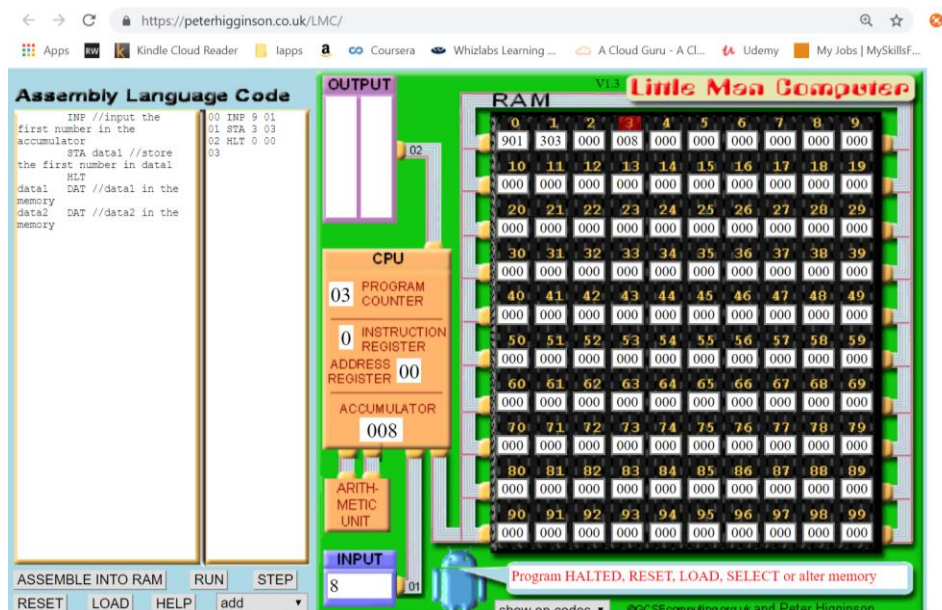 https://peterhigginson.co.uk/LMC/
Apps RW Kindle Cloud Reader lapps a Coursera Whizlabs Learning ... A Cloud Guru - A Cl... Udemy My Jobs | MySkillsF...
Assembly Language Code
INP //input the
first number in the
accumulator
STA data1 //store
the first number in data1
HLT
data1 DAT //data1 in the
memory
data2 DAT //data2 in the
memory
00 INP 9 01
01 STA 3 03
02 HLT 0 00
03
OUTPUT
02
CPU
03 PROGRAM
COUNTER
0 INSTRUCTION
REGISTER
ADDRESS
REGISTER 00
ACCUMULATOR
008
ARITH-
METIC
UNIT
INPUT
8
01
V1.3 Little Man Computer
RAM
0 1 2 3 4 5 6 7 8 9
901 303 000 008 000 000 000 000 000 000
10 11 12 13 14 15 16 17 18 19
000 000 000 000 000 000 000 000 000 000
20 21 22 23 24 25 26 27 28 29
000 000 000 000 000 000 000 000 000 000
30 31 32 33 34 35 36 37 38 39
000 000 000 000 000 000 000 000 000 000
40 41 42 43 44 45 46 47 48 49
000 000 000 000 000 000 000 000 000 000
50 51 52 53 54 55 56 57 58 59
000 000 000 000 000 000 000 000 000 000
60 61 62 63 64 65 66 67 68 69
000 000 000 000 000 000 000 000 000 000
70 71 72 73 74 75 76 77 78 79
000 000 000 000 000 000 000 000 000 000
80 81 82 83 84 85 86 87 88 89
000 000 000 000 000 000 000 000 000 000
90 91 92 93 94 95 96 97 98 99
000 000 000 000 000 000 000 000 000 000
Program HALTED, RESET, LOAD, SELECT or alter memory
ASSEMBLE INTO RAM RUN STEP
RESET LOAD HELP add
show op codes ©GCSEcomputing.org.uk and Peter Higginson